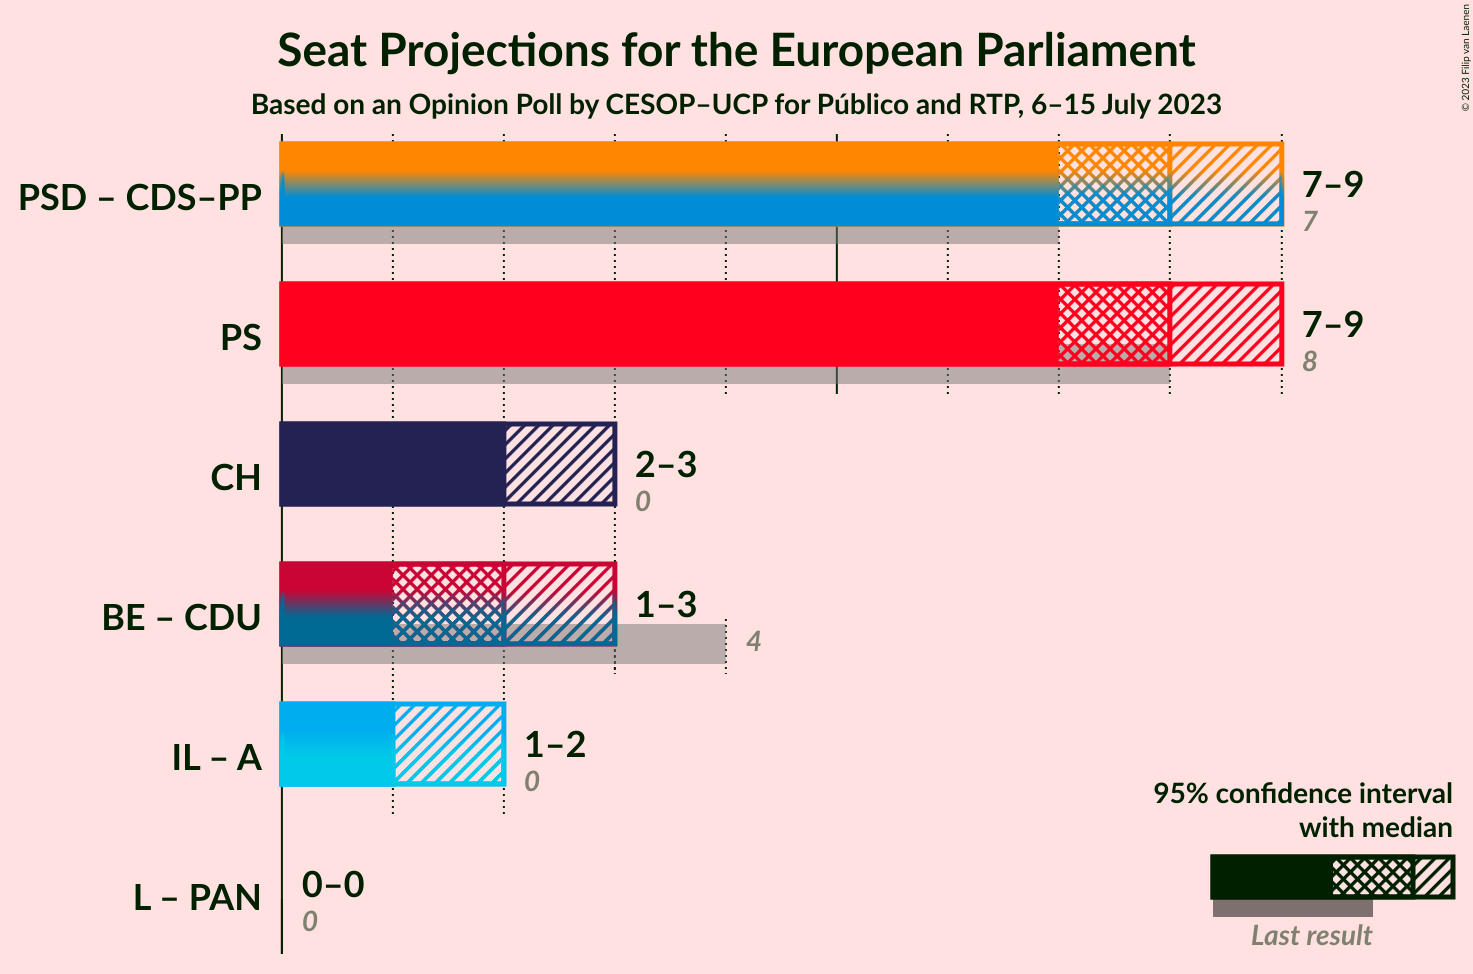 Seat Projections for the European Parliament
Based on an Opinion Poll by CESOP–UCP for Público and RTP, 6–15 July 2023
© 2023 Filip van Laenen
PSD – CDS–PP
7–9
7
PS
7–9
8
CH
2–3
0
BE – CDU
1–3
4
IL – A
1–2
0
L – PAN
0–0
0
95% confidence interval
with median
Last result